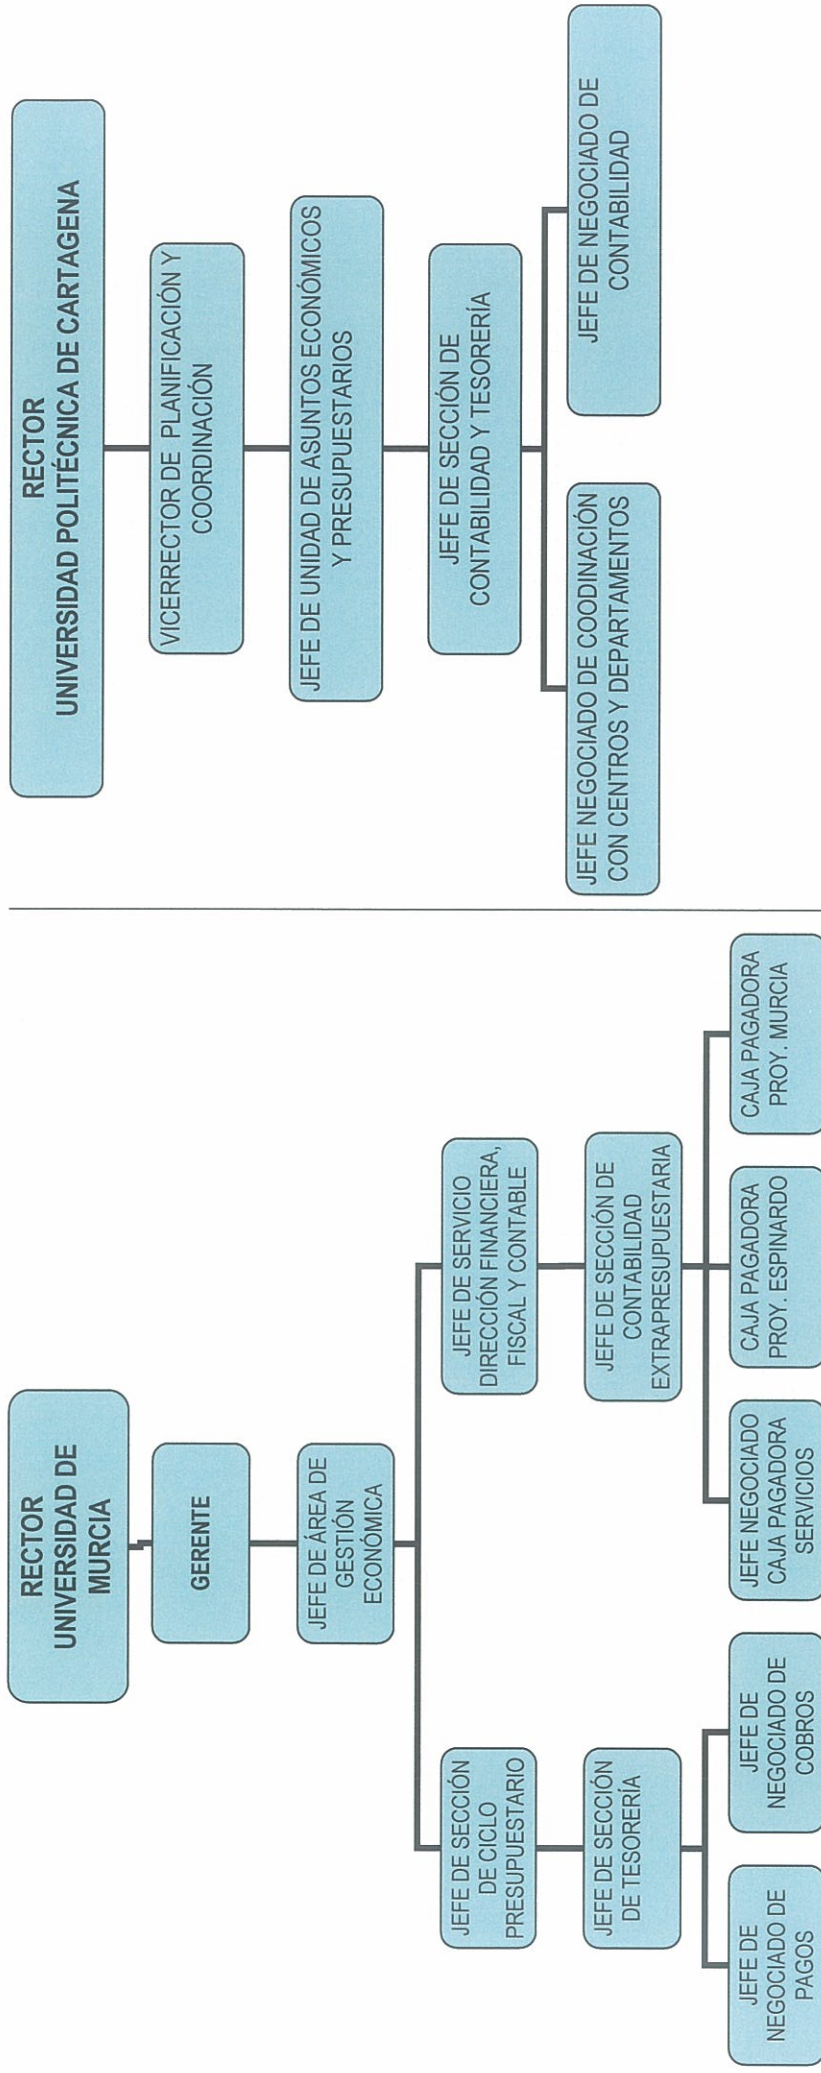 RECTOR
UNIVERSIDAD DE
MURCIA
GERENTE
JEFE DE ÁREA DE
GESTIÓN
ECONÓMICA
JEFE DE SECCIÓN
DE CICLO
PRESUPUESTARIO
JEFE DE SERVICIO
DIRECCIÓN FINANCIERA,
FISCAL Y CONTABLE
JEFE DE SECCIÓN
DE TESORERÍA
JEFE DE SECCIÓN DE
CONTABILIDAD
EXTRAPRESUPUESTARIA
JEFE DE
NEGOCIADO DE
PAGOS
JEFE DE
NEGOCIADO DE
COBROS
JEFE NEGOCIADO
CAJA PAGADORA
SERVICIOS
CAJA PAGADORA
PROY. ESPINARDO
CAJA PAGADORA
PROY. MURCIA
RECTOR
UNIVERSIDAD POLITÉCNICA DE CARTAGENA
VICERRECTOR DE PLANIFICACIÓN Y
COORDINACIÓN
JEFE DE UNIDAD DE ASUNTOS ECONÓMICOS
Y PRESUPUESTARIOS
JEFE DE SECCIÓN DE
CONTABILIDAD Y TESORERÍA
JEFE NEGOCIADO DE COODINACIÓN
CON CENTROS Y DEPARTAMENTOS
JEFE DE NEGOCIADO DE
CONTABILIDAD